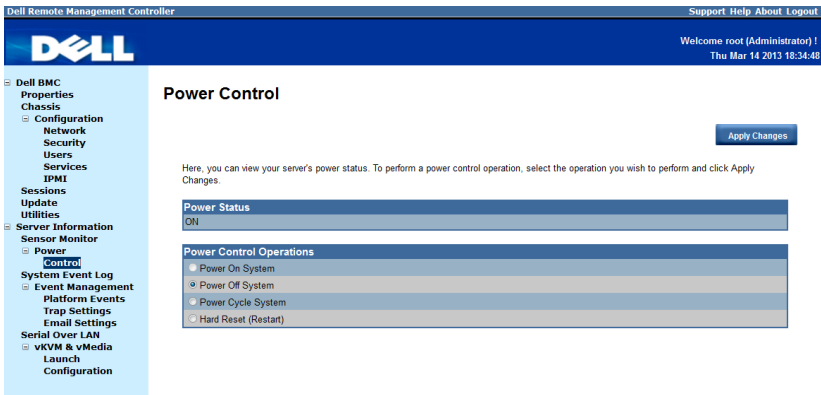 Dell Remote Management Controller
Support Help About Logout
DELL
Welcome root (Administrator) !
Thu Mar 14 2013 18:34:48
Dell BMC
Properties
Chassis
Configuration
Network
Security
Users
Services
IPMI
Sessions
Update
Utilities
Server Information
Sensor Monitor
Power
Control
System Event Log
Event Management
Platform Events
Trap Settings
Email Settings
Serial Over LAN
vKVM & vMedia
Launch
Configuration
Power Control
Apply Changes
Here, you can view your server's power status. To perform a power control operation, select the operation you wish to perform and click Apply
Changes.
Power Status
ON
Power Control Operations
Power On System
Power Off System
Power Cycle System
Hard Reset (Restart)